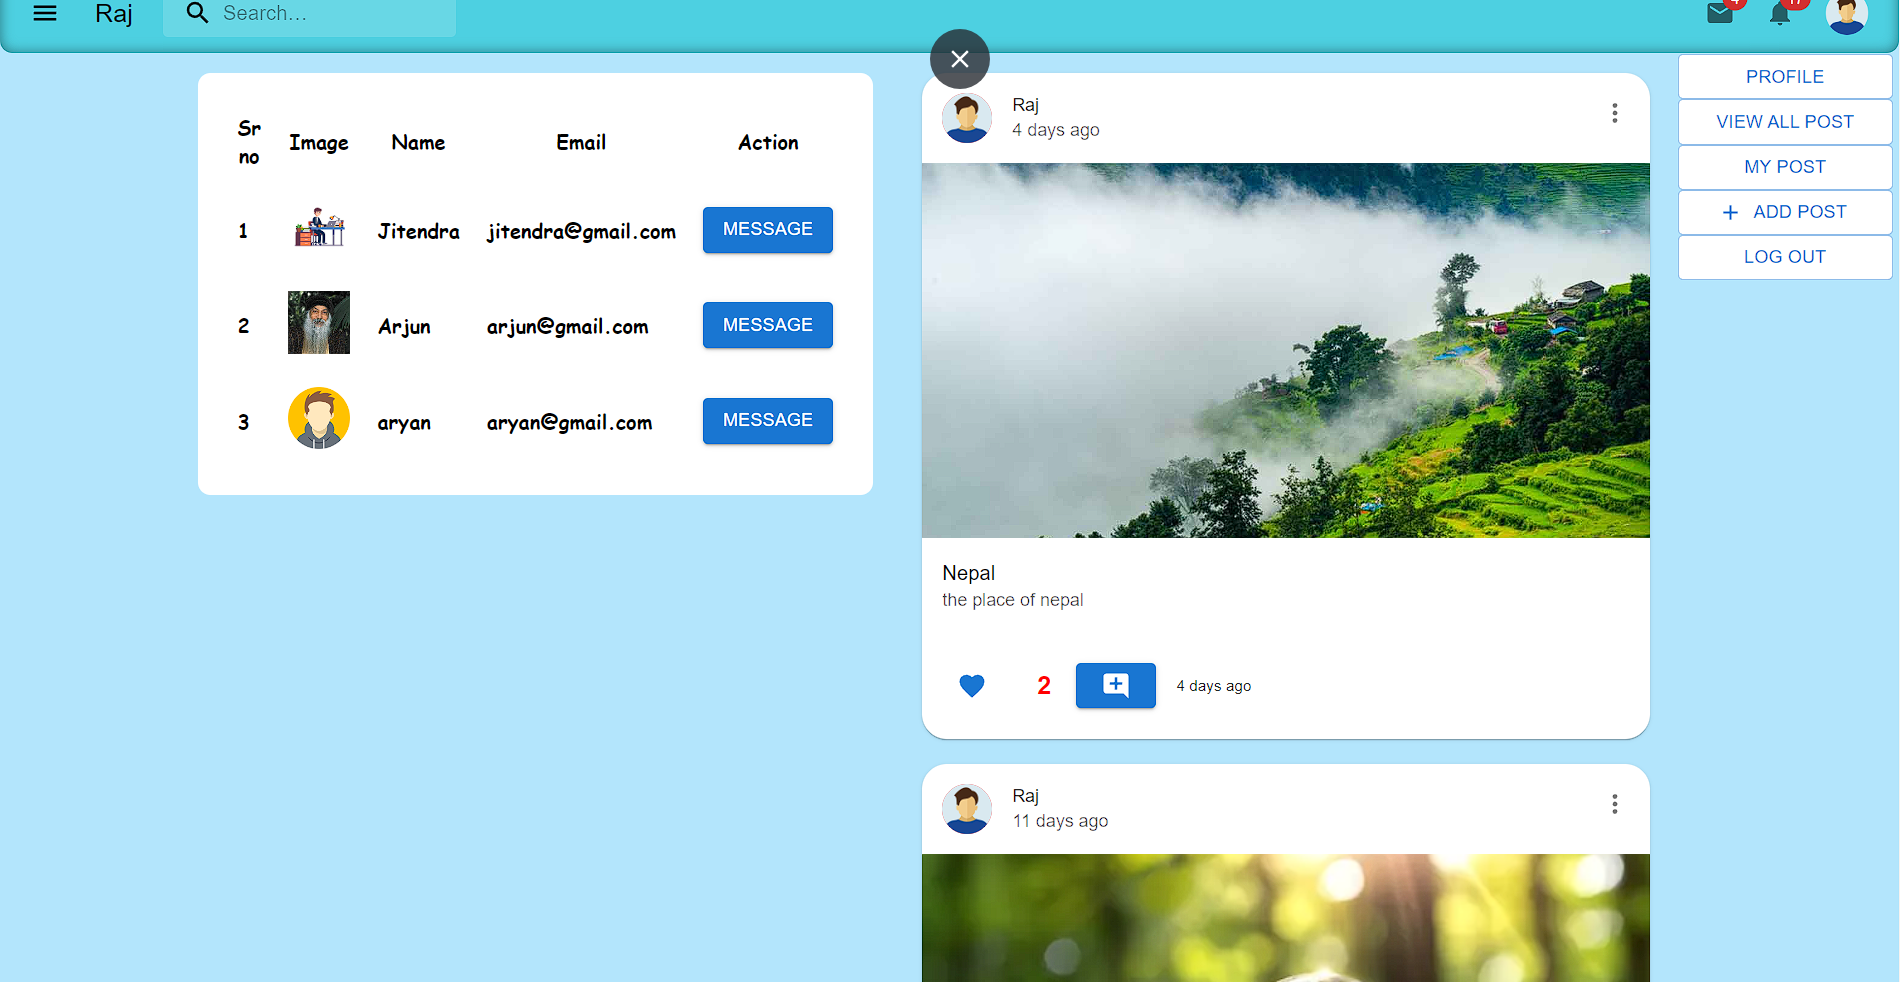 Raj
Search...
4
17
Sr no Image Name Email Action
1 Jitendra jitendra@gmail.com MESSAGE
2 Arjun arjun@gmail.com MESSAGE
3 aryan aryan@gmail.com MESSAGE
Raj
4 days ago
Nepal
the place of nepal
2
4 days ago
Raj
11 days ago
PROFILE
VIEW ALL POST
MY POST
ADD POST
LOG OUT